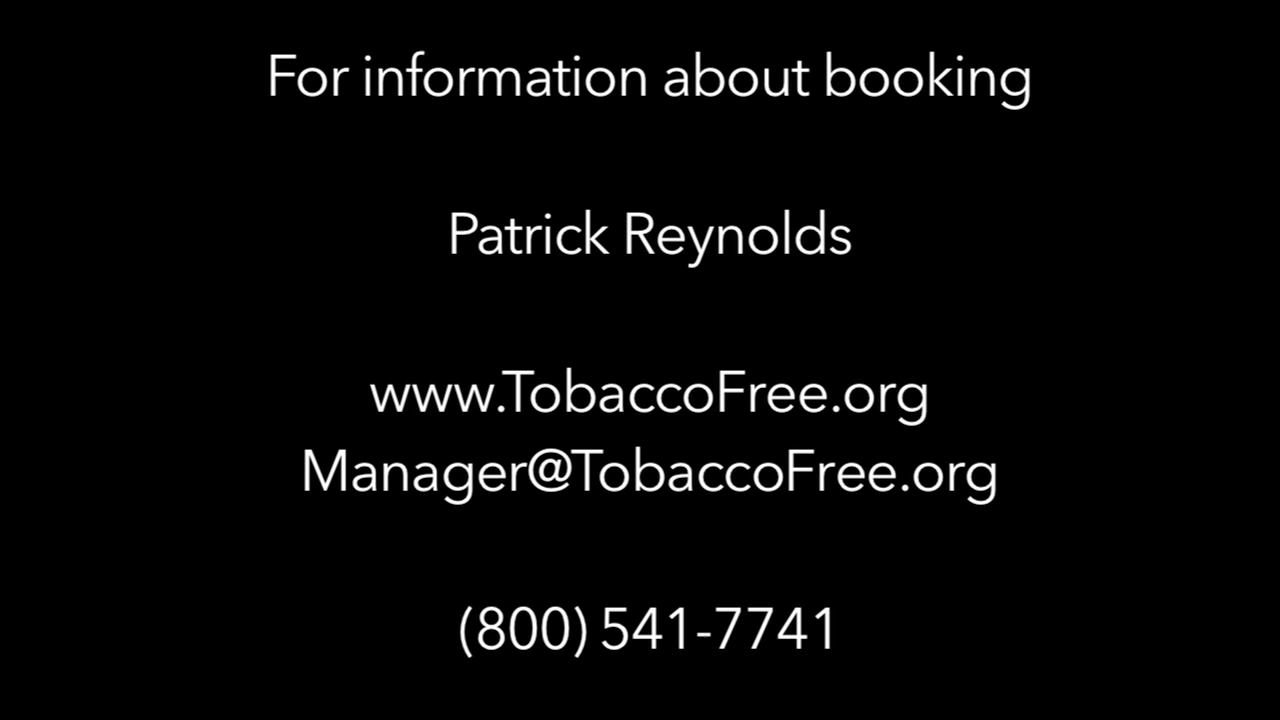 For information about booking
Patrick Reynolds
www.TobaccoFree.org
Manager@TobaccoFree.org
(800) 541-7741